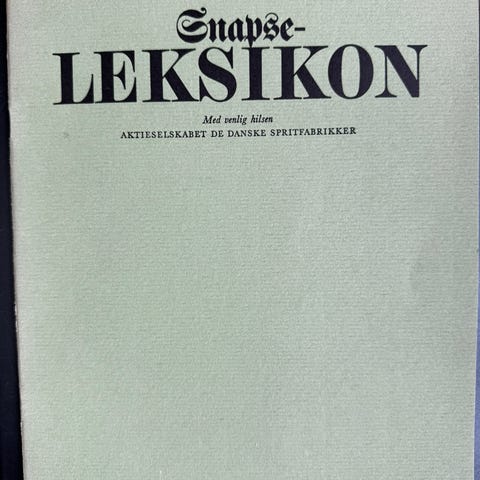 Snapse-
LEKSIKON
Med venlig hilsen
AKTIESELSKABET DE DANSKE SPRITFABRIKKER